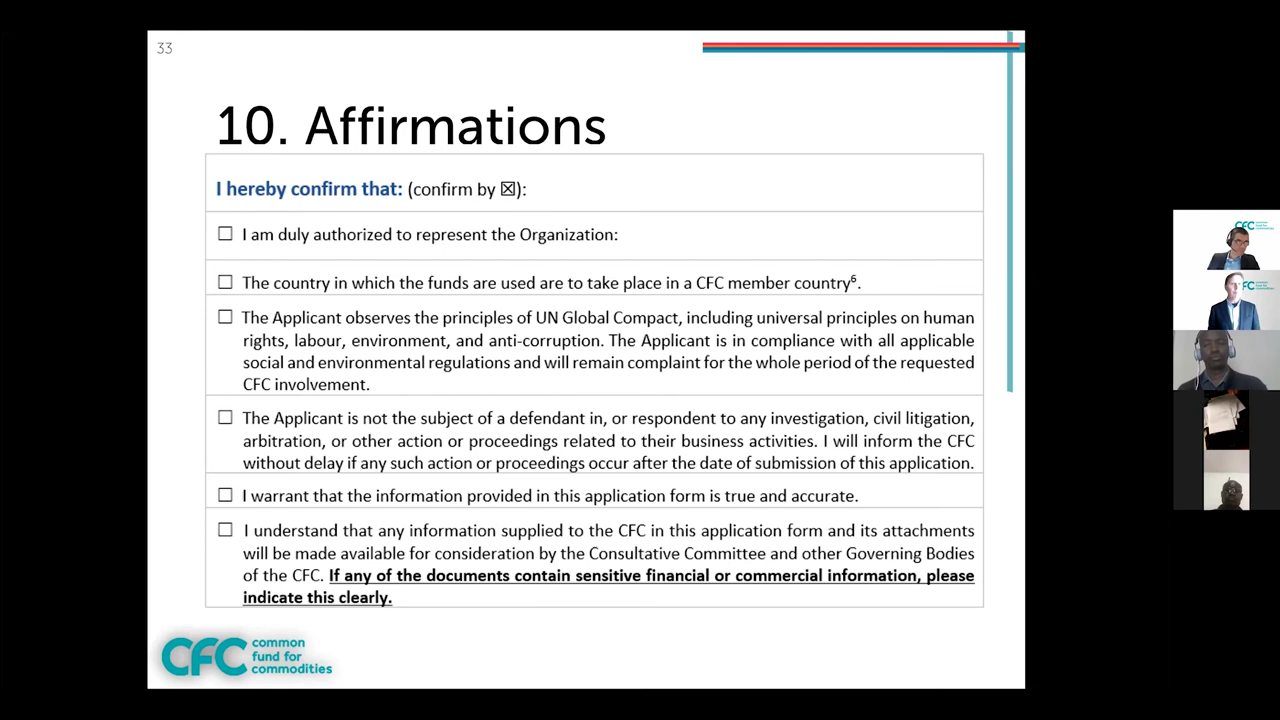 33
10. Affirmations
I hereby confirm that: (confirm by ☒):
☐ I am duly authorized to represent the Organization:
☐ The country in which the funds are used are to take place in a CFC member country⁶.
☐ The Applicant observes the principles of UN Global Compact, including universal principles on human
rights, labour, environment, and anti-corruption. The Applicant is in compliance with all applicable
social and environmental regulations and will remain complaint for the whole period of the requested
CFC involvement.
☐ The Applicant is not the subject of a defendant in, or respondent to any investigation, civil litigation,
arbitration, or other action or proceedings related to their business activities. I will inform the CFC
without delay if any such action or proceedings occur after the date of submission of this application.
☐ I warrant that the information provided in this application form is true and accurate.
☐ I understand that any information supplied to the CFC in this application form and its attachments
will be made available for consideration by the Consultative Committee and other Governing Bodies
of the CFC. If any of the documents contain sensitive financial or commercial information, please
indicate this clearly.
CFC common
fund for
commodities